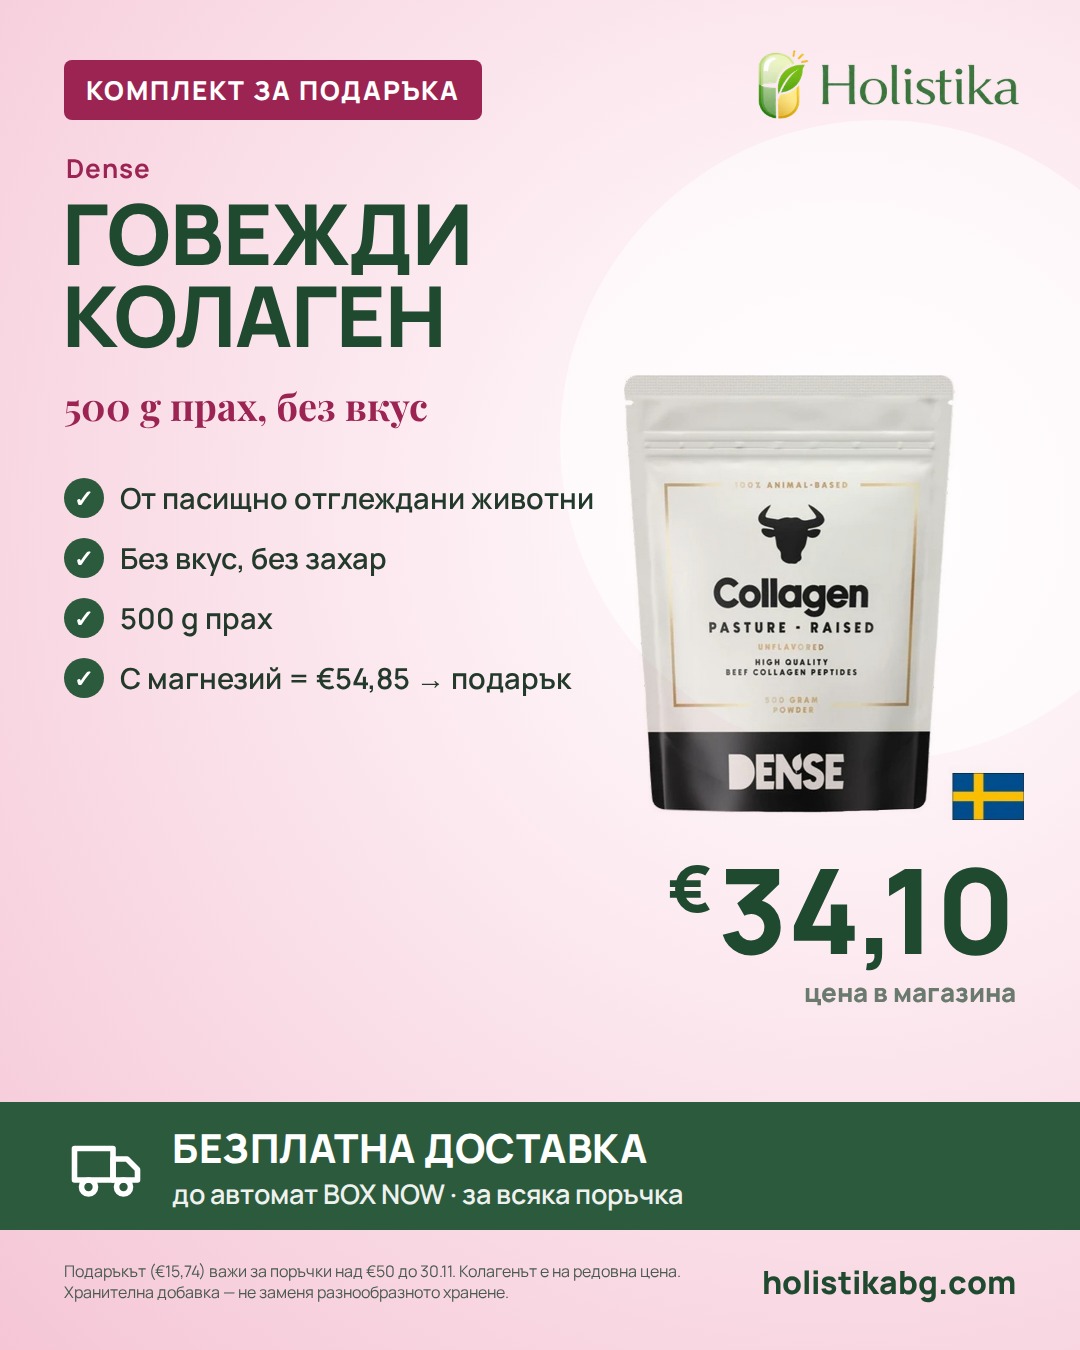 КОМПЛЕКТ ЗА ПОДАРЪКА
Holistika
Dense
ГОВЕЖДИ
КОЛАГЕН
500 g прах, без вкус
✓ От пасищно отглеждани животни
✓ Без вкус, без захар
✓ 500 g прах
✓ С магнезий = €54,85 → подарък
100% ANIMAL-BASED
Collagen
PASTURE - RAISED
UNFLAVORED
HIGH QUALITY
BEEF COLLAGEN PEPTIDES
500 GRAM
POWDER
DENSE
€34,10
цена в магазина
БЕЗПЛАТНА ДОСТАВКА
до автомат BOX NOW · за всяка поръчка
Подаръкът (€15,74) важи за поръчки над €50 до 30.11. Колагенът е на редовна цена.
Хранителна добавка — не заменя разнообразното хранене.
holistikabg.com